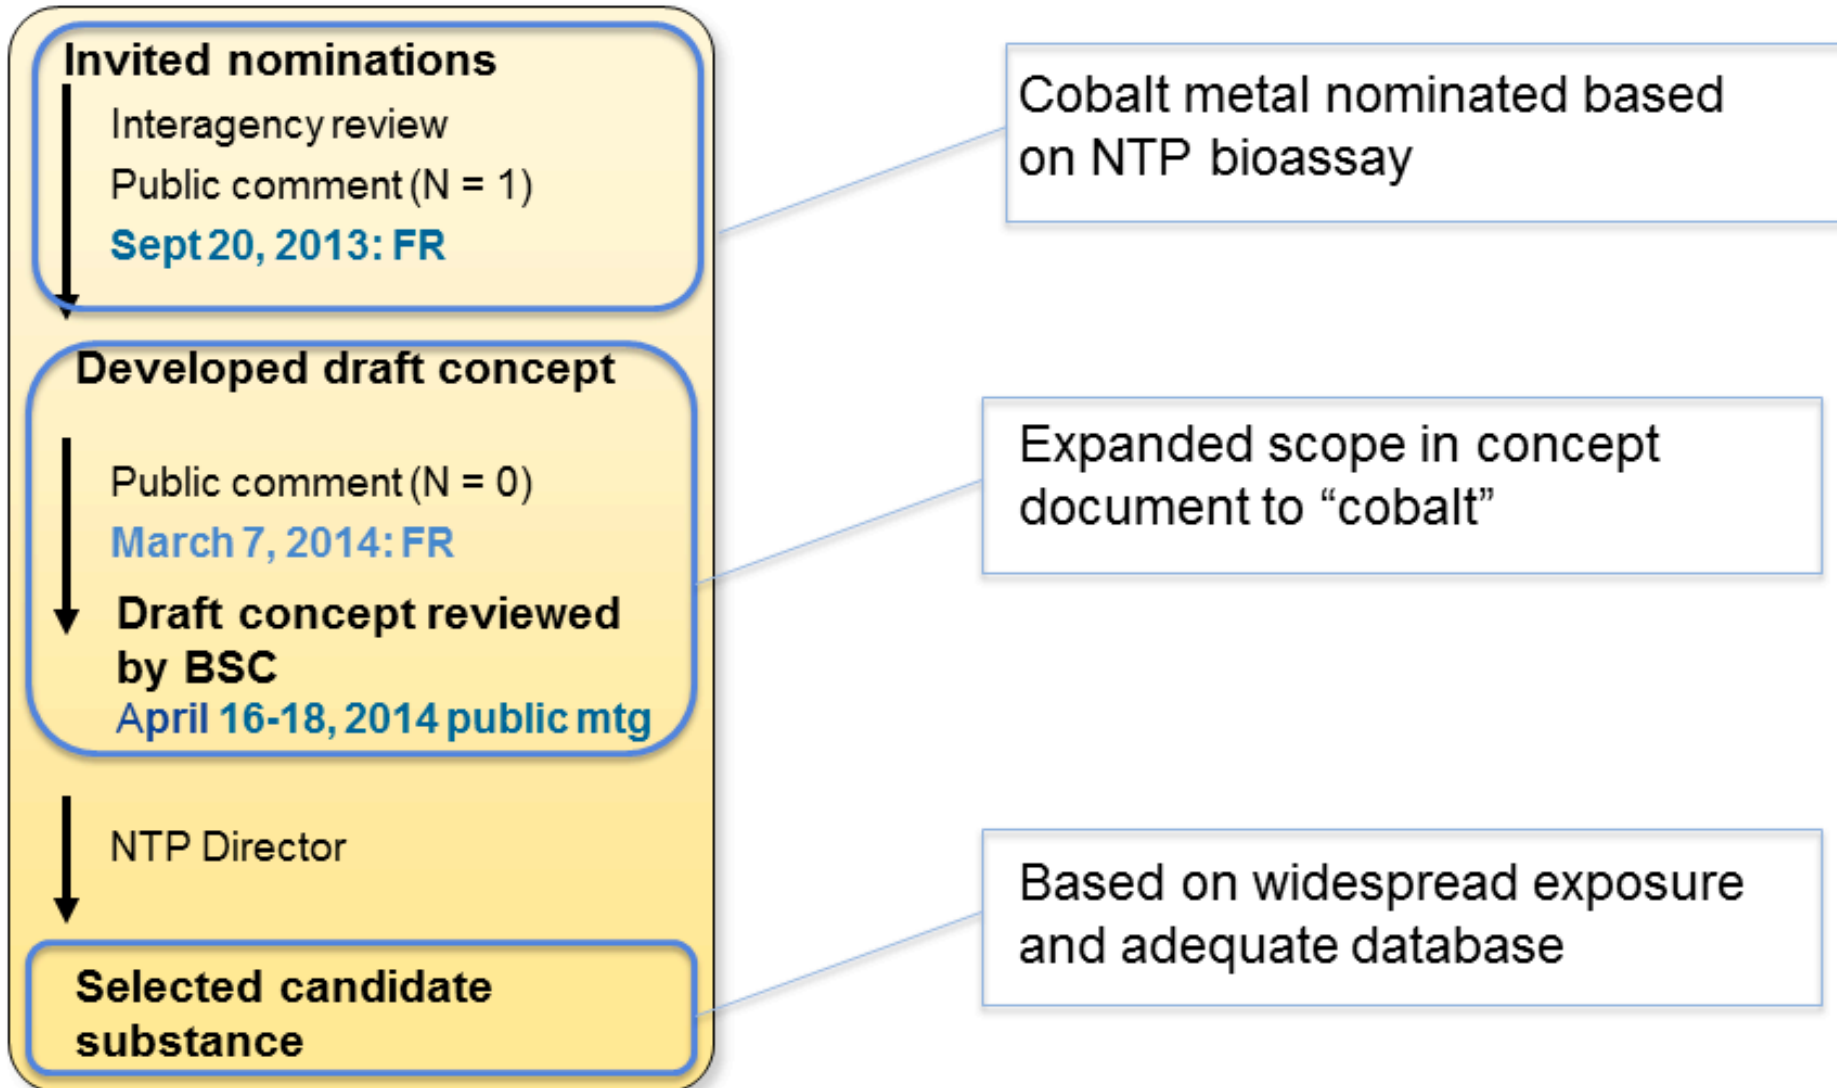 Invited nominations
Interagency review
Public comment (N = 1)
Sept 20, 2013: FR
Cobalt metal nominated based
on NTP bioassay
Developed draft concept
Public comment (N = 0)
March 7, 2014: FR
Draft concept reviewed
by BSC
April 16-18, 2014 public mtg
Expanded scope in concept
document to “cobalt”
NTP Director
Selected candidate
substance
Based on widespread exposure
and adequate database